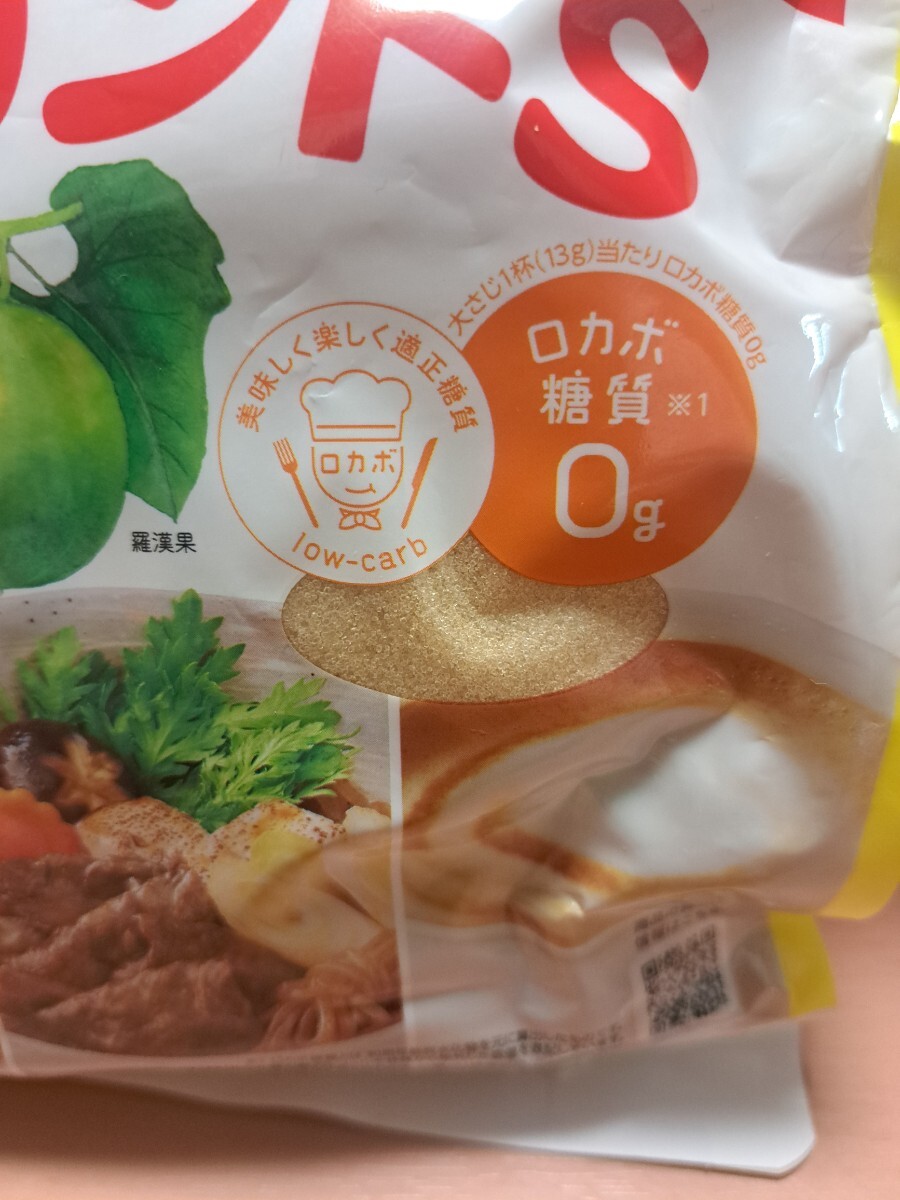 ントS
大さじ1杯(13g)当たりロカボ糖質0g
美味しく楽しく適正糖質
ロカボ
low-carb
ロカボ
糖質 ※1
0g
羅漢果